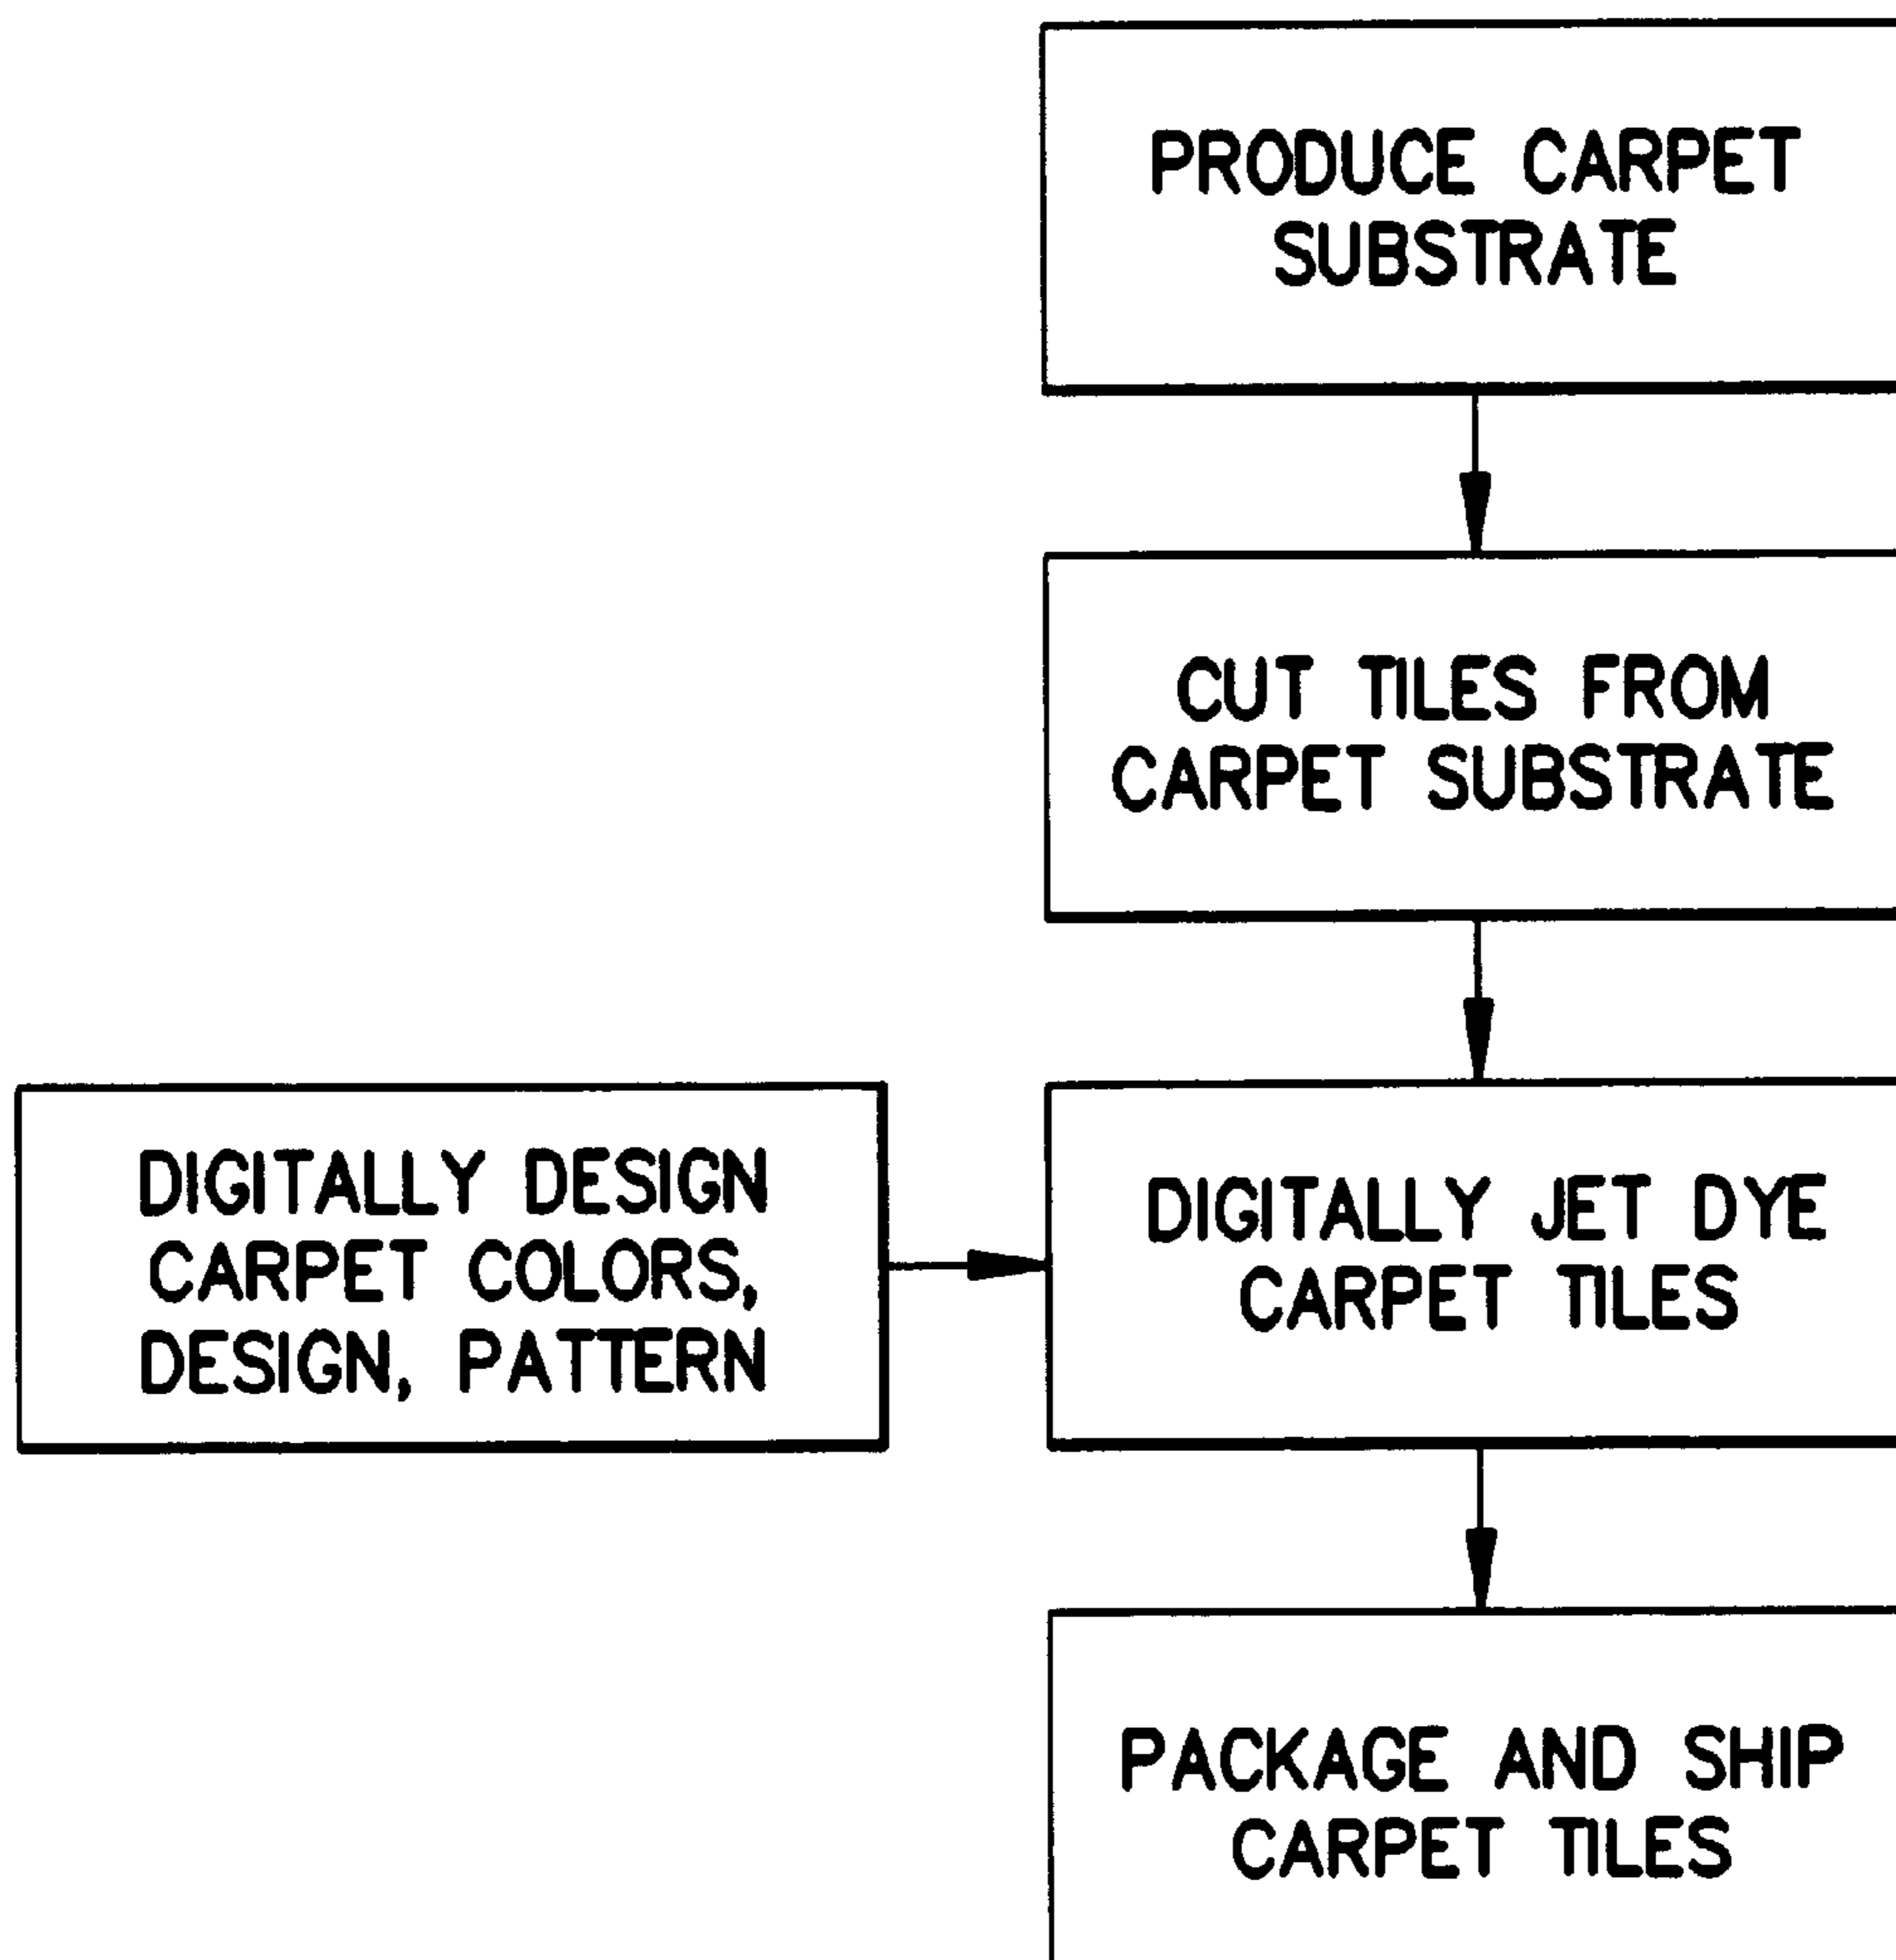 PRODUCE CARPET
SUBSTRATE
CUT TILES FROM
CARPET SUBSTRATE
DIGITALLY DESIGN
CARPET COLORS,
DESIGN, PATTERN
DIGITALLY JET DYE
CARPET TILES
PACKAGE AND SHIP
CARPET TILES